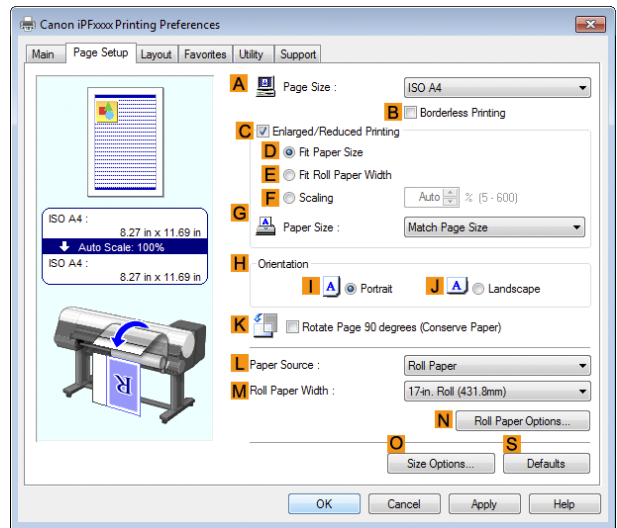 Canon iPFxxxx Printing Preferences
Main Page Setup Layout Favorites Utility Support
A Page Size : ISO A4
B Borderless Printing
C Enlarged/Reduced Printing
D Fit Paper Size
E Fit Roll Paper Width
F Scaling Auto % (5 - 600)
G Paper Size : Match Page Size
ISO A4 :
8.27 in x 11.69 in
Auto Scale: 100%
ISO A4 :
8.27 in x 11.69 in
H Orientation
I A Portrait J A Landscape
K Rotate Page 90 degrees (Conserve Paper)
L Paper Source : Roll Paper
M Roll Paper Width : 17-in. Roll (431.8mm)
R
N Roll Paper Options...
O S
Size Options... Defaults
OK Cancel Apply Help